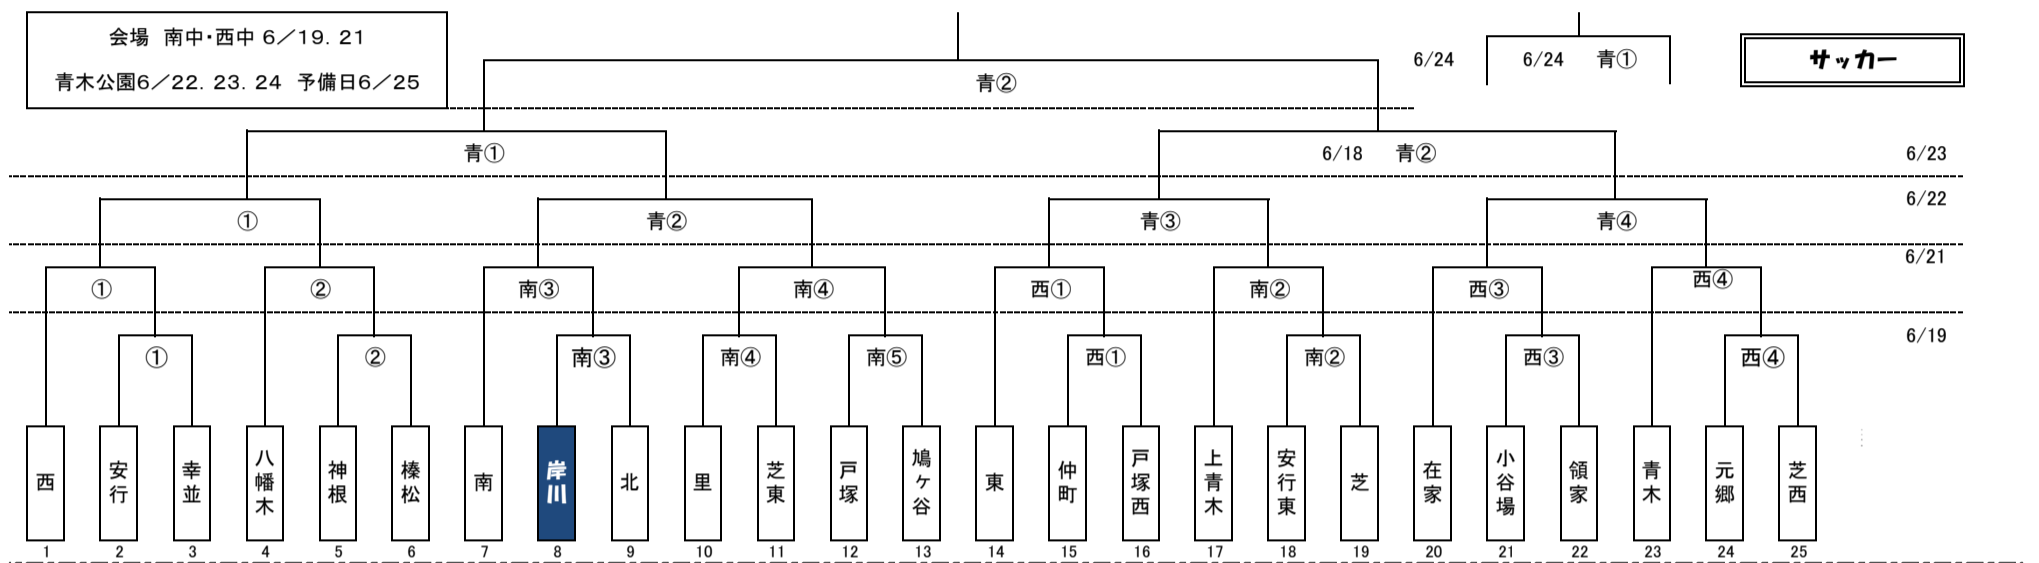 会場 南中・西中 6／19. 21
青木公園6／22. 23. 24 予備日6／25
6/24
6/24 青①
サッカー
青②
青①
6/18 青②
6/23
6/22
①
青②
青③
青④
6/21
①
②
南③
南④
西①
南②
西③
西④
6/19
①
②
南③
南④
南⑤
西①
南②
西③
西④
西
安行
幸並
八幡木
神根
榛松
南
岸川
北
里
芝東
戸塚
鳩ヶ谷
東
仲町
戸塚西
上青木
安行東
芝
在家
小谷場
領家
青木
元郷
芝西
1 2 3 4 5 6 7 8 9 10 11 12 13 14 15 16 17 18 19 20 21 22 23 24 25